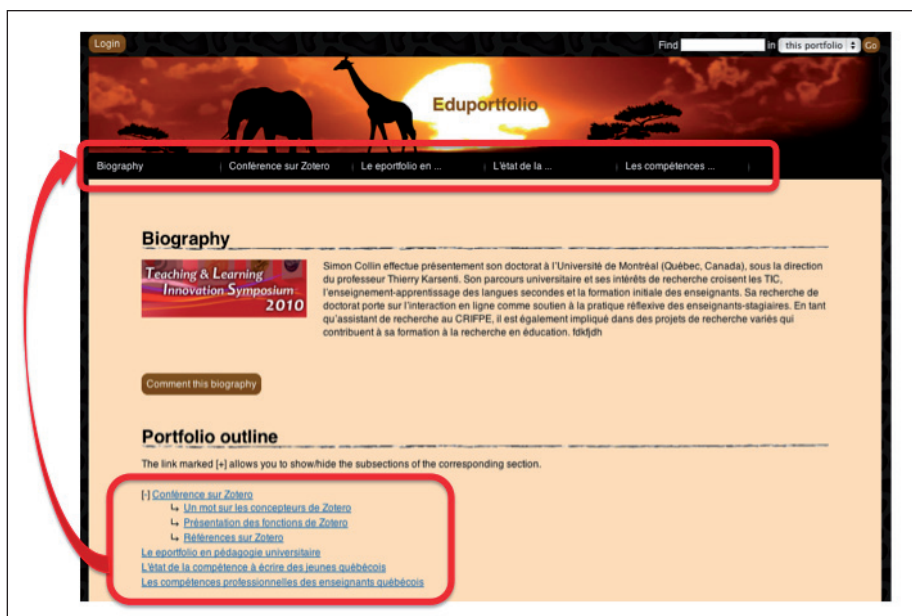 Login
Find in this portfolio Go
Eduportfolio
Biography | Conférence sur Zotero | Le eportfolio en ... | L'état de la ... | Les compétences ... |
Biography
Teaching & Learning
Innovation Symposium
2010
Simon Collin effectue présentement son doctorat à l'Université de Montréal (Québec, Canada), sous la direction
du professeur Thierry Karsenti. Son parcours universitaire et ses intérêts de recherche croisent les TIC,
l'enseignement-apprentissage des langues secondes et la formation initiale des enseignants. Sa recherche de
doctorat porte sur l'interaction en ligne comme soutien à la pratique réflexive des enseignants-stagiaires. En tant
qu'assistant de recherche au CRIFPE, il est également impliqué dans des projets de recherche variés qui
contribuent à sa formation à la recherche en éducation. fdkfjdh
Comment this biography
Portfolio outline
The link marked [+] allows you to show/hide the subsections of the corresponding section.
[-] Conférence sur Zotero
↳ Un mot sur les concepteurs de Zotero
↳ Présentation des fonctions de Zotero
↳ Références sur Zotero
Le eportfolio en pédagogie universitaire
L'état de la compétence à écrire des jeunes québécois
Les compétences professionnelles des enseignants québécois